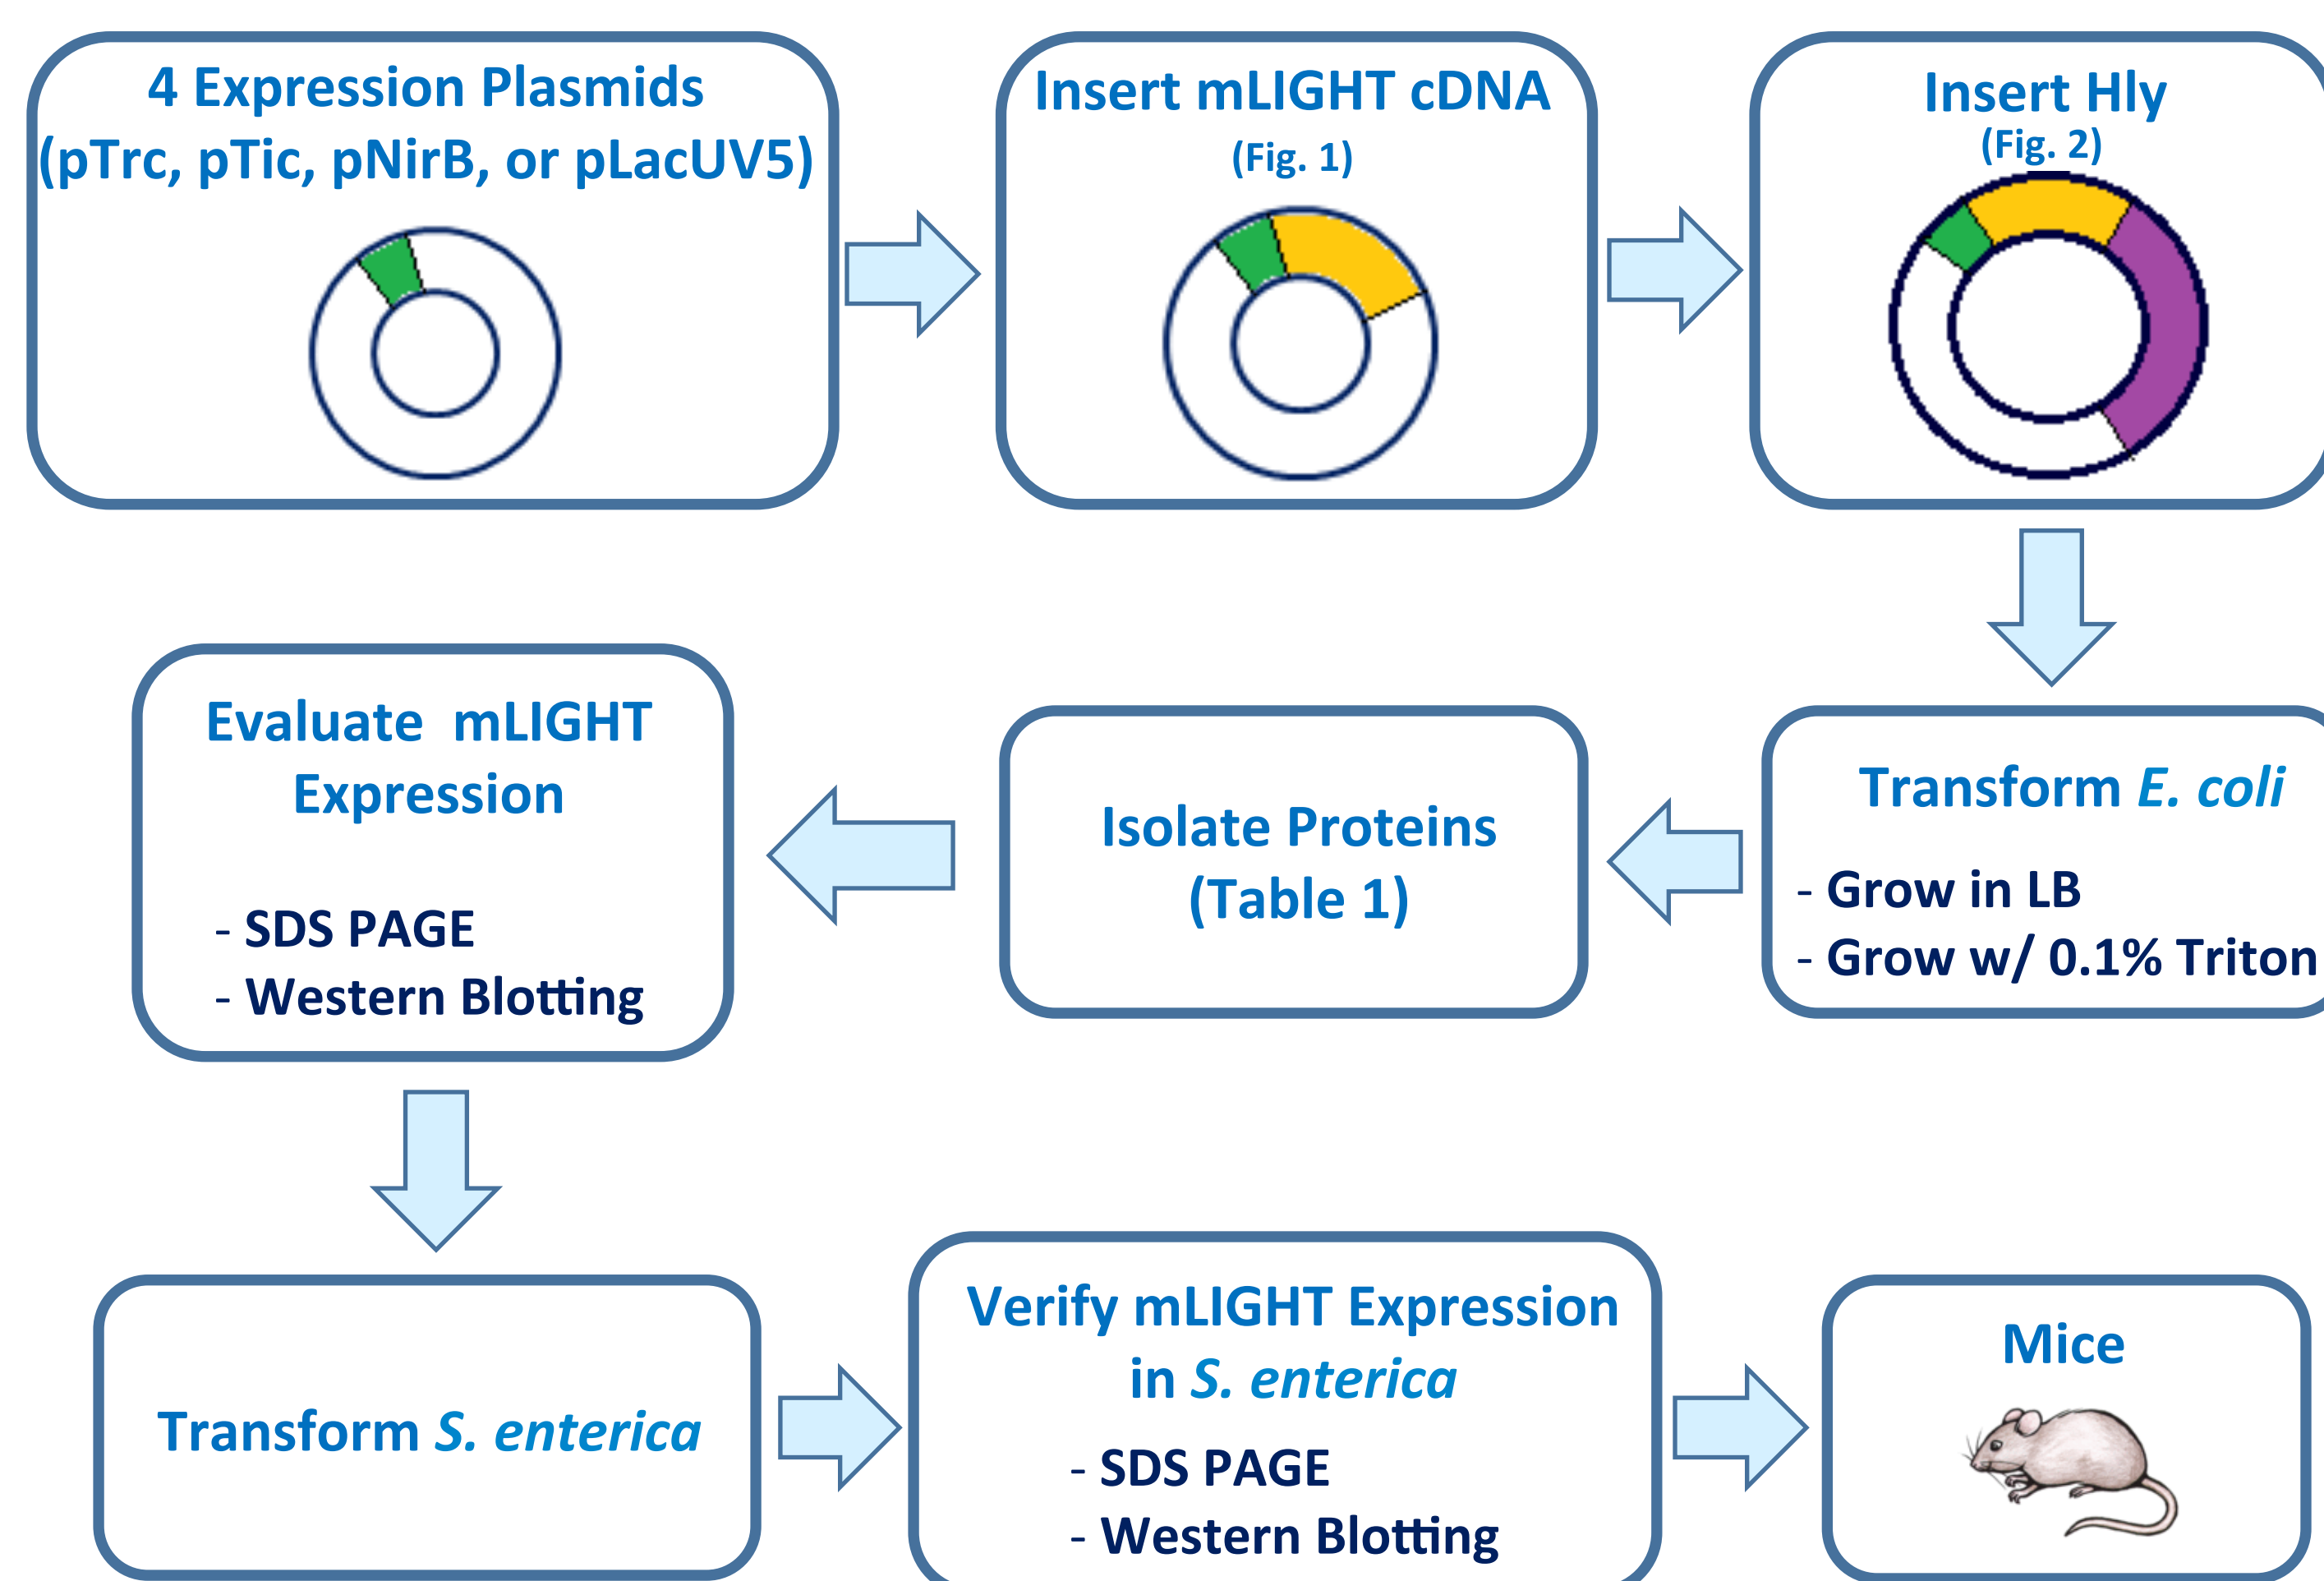 4 Expression Plasmids
(pTrc, pTic, pNirB, or pLacUV5)
Insert mLIGHT cDNA
(Fig. 1)
Insert Hly
(Fig. 2)
Transform E. coli
- Grow in LB
- Grow w/ 0.1% Triton
Isolate Proteins
(Table 1)
Evaluate mLIGHT
Expression
- SDS PAGE
- Western Blotting
Transform S. enterica
Verify mLIGHT Expression
in S. enterica
- SDS PAGE
- Western Blotting
Mice